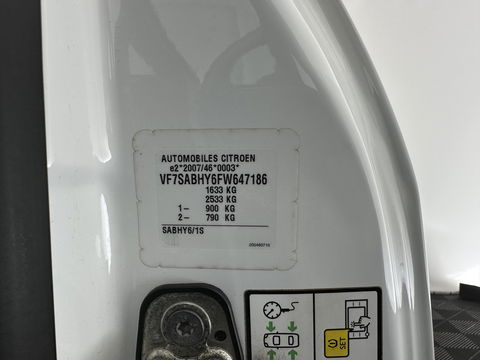 AUTOMOBILES CITROEN
e2*2007/46*0003*
VF7SABHY6FW647186
1633 KG
2533 KG
1– 900 KG
2– 790 KG
SABHY6/1S
SET